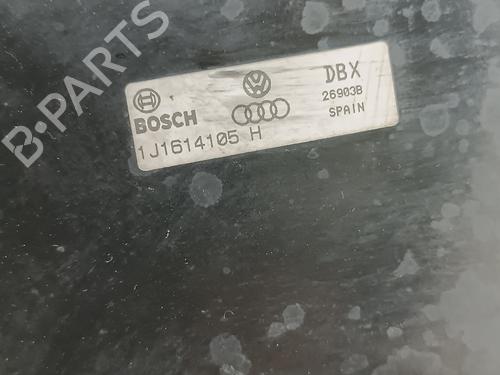 B-PARTS
BOSCH
DBX
26903B
SPAIN
1J1614105 H